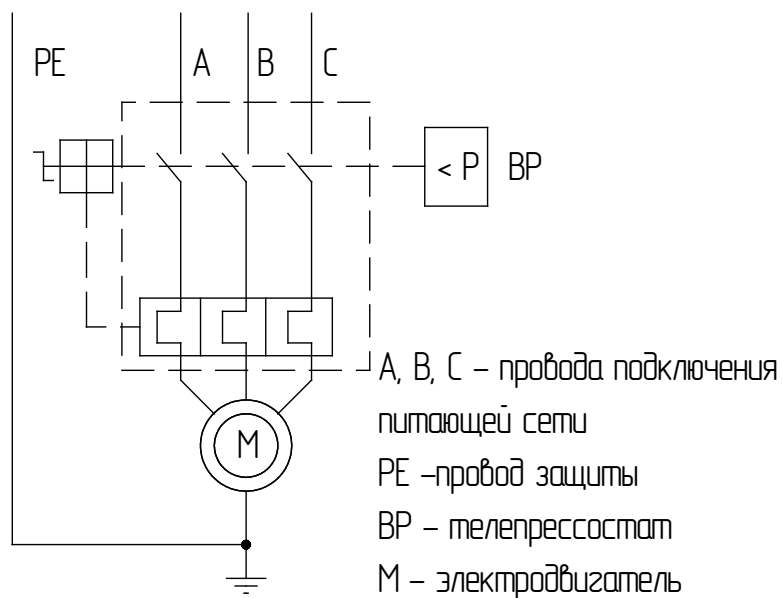 PE A B C
< P BP
A, B, C – провода подключения
питающей сети
PE –провод защиты
BP – телепрессостат
M
M – электродвигатель